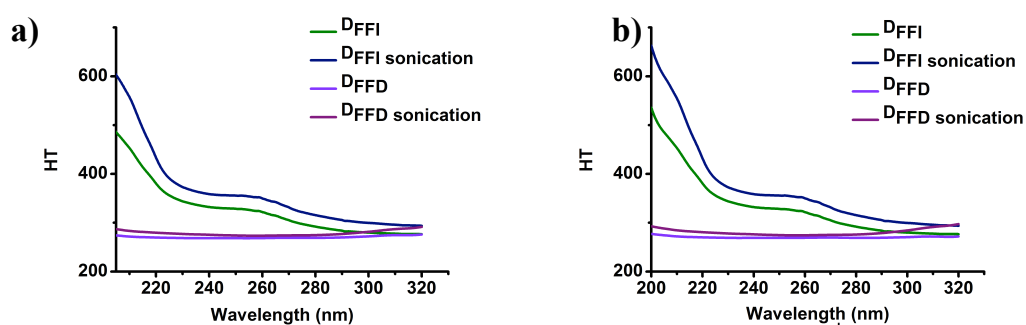 a)
DFFI
DFFI sonication
DFFD
DFFD sonication
HT
600
400
200
220 240 260 280 300 320
Wavelength (nm)
b)
DFFI
DFFI sonication
DFFD
DFFD sonication
HT
600
400
200
200 220 240 260 280 300 320
Wavelength (nm)